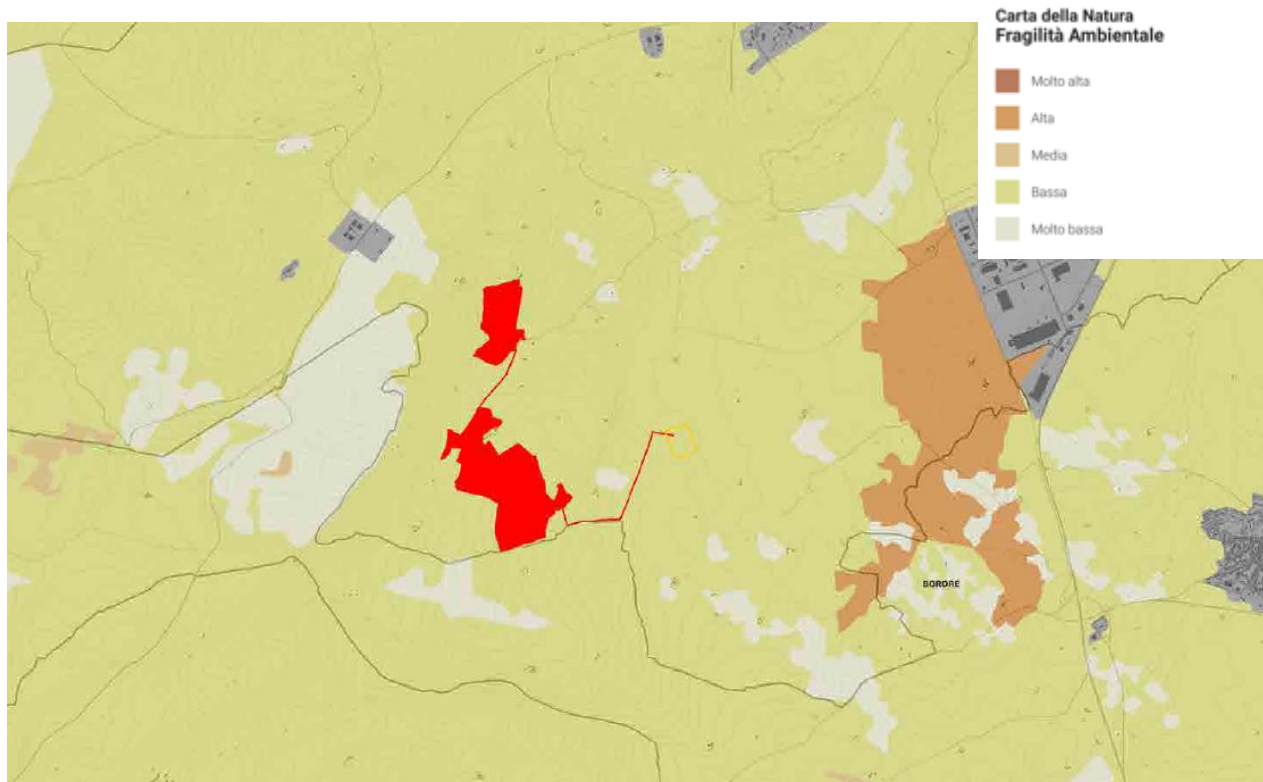 Carta della Natura
Fragilità Ambientale
Molto alta
Alta
Media
Bassa
Molto bassa
BORORE